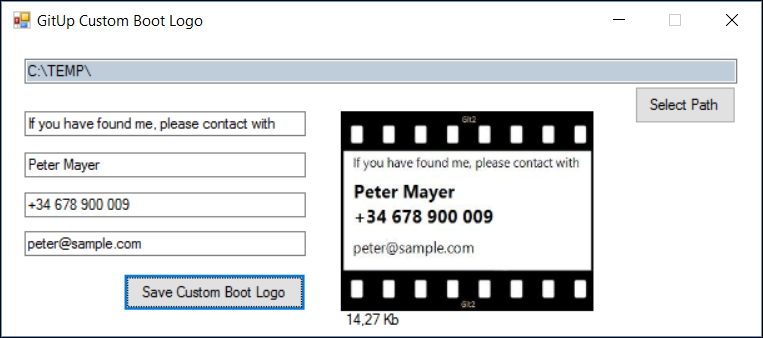 GitUp Custom Boot Logo
C:\TEMP\
Select Path
If you have found me, please contact with
Peter Mayer
+34 678 900 009
peter@sample.com
Save Custom Boot Logo
Git2
If you have found me, please contact with
Peter Mayer
+34 678 900 009
peter@sample.com
Git2
14,27 Kb